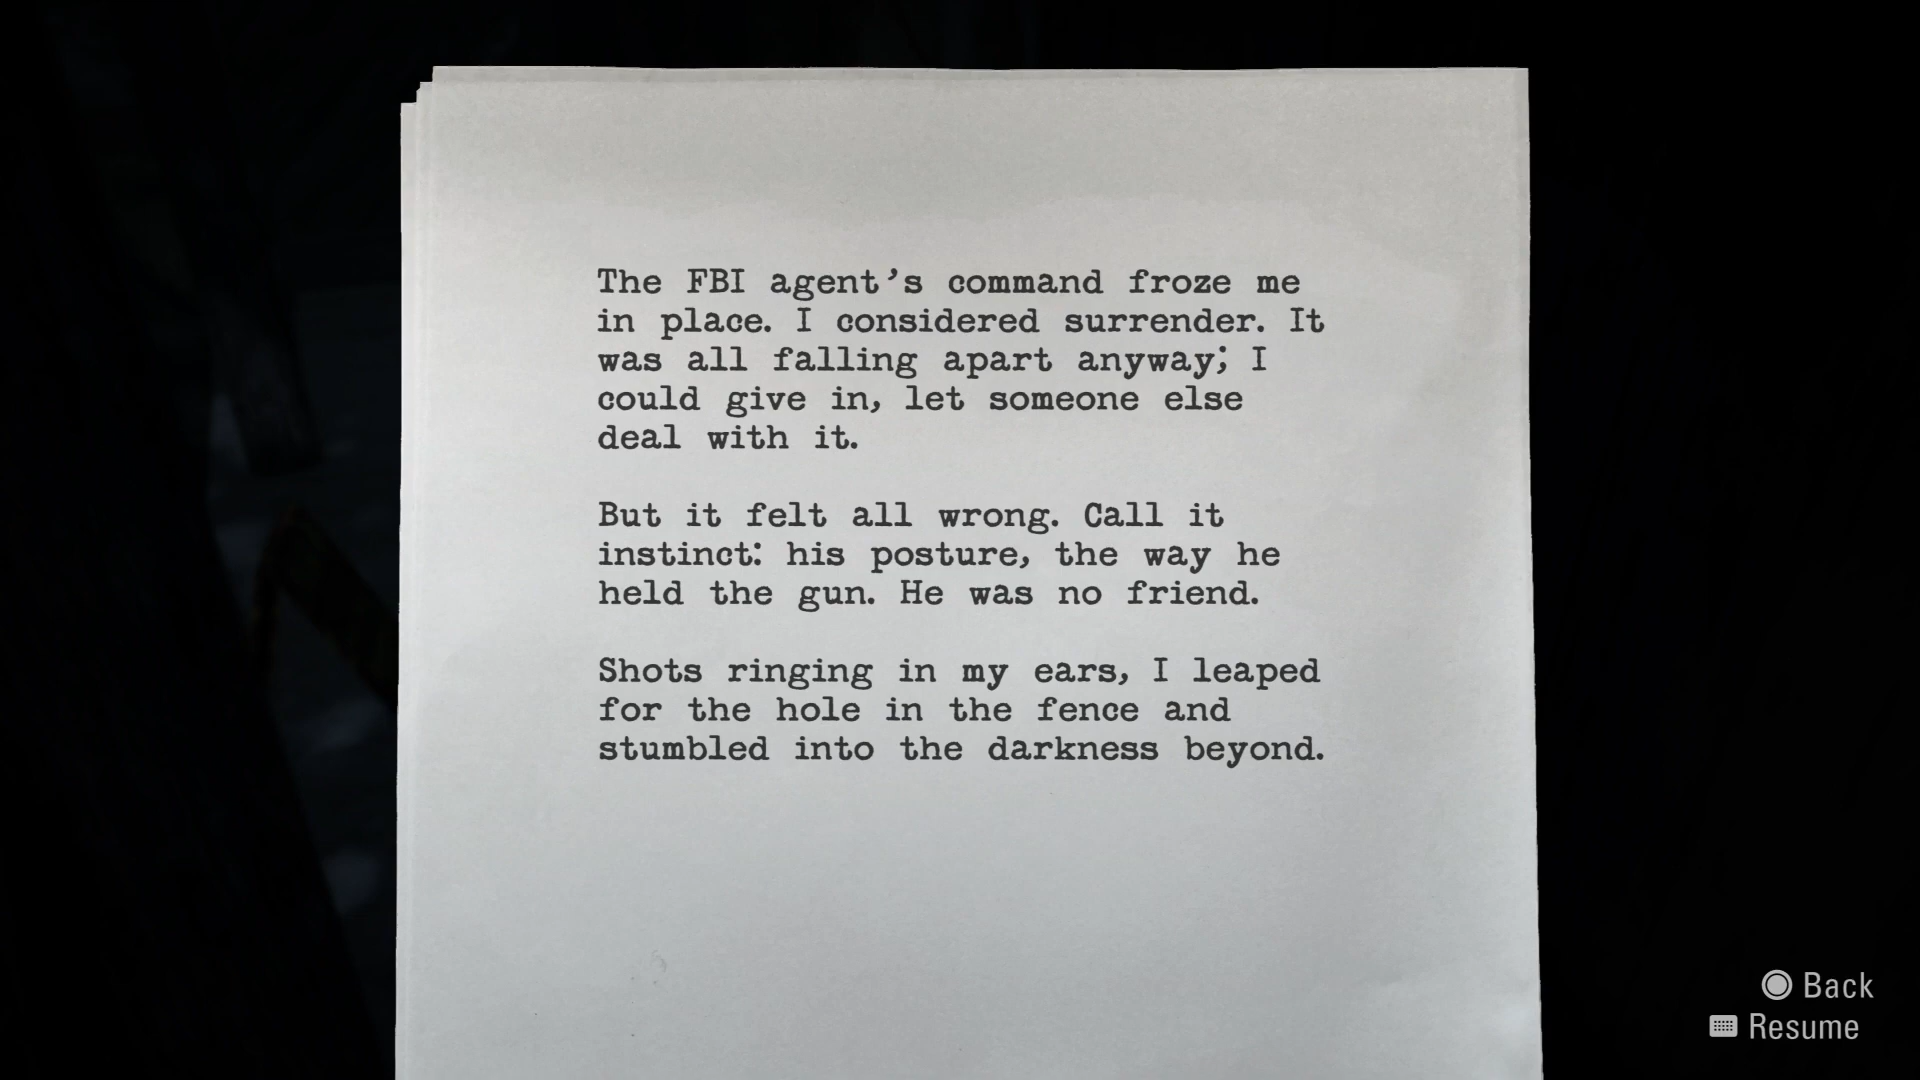 The FBI agent's command froze me
in place. I considered surrender. It
was all falling apart anyway; I
could give in, let someone else
deal with it.
But it felt all wrong. Call it
instinct: his posture, the way he
held the gun. He was no friend.
Shots ringing in my ears, I leaped
for the hole in the fence and
stumbled into the darkness beyond.
Back
Resume